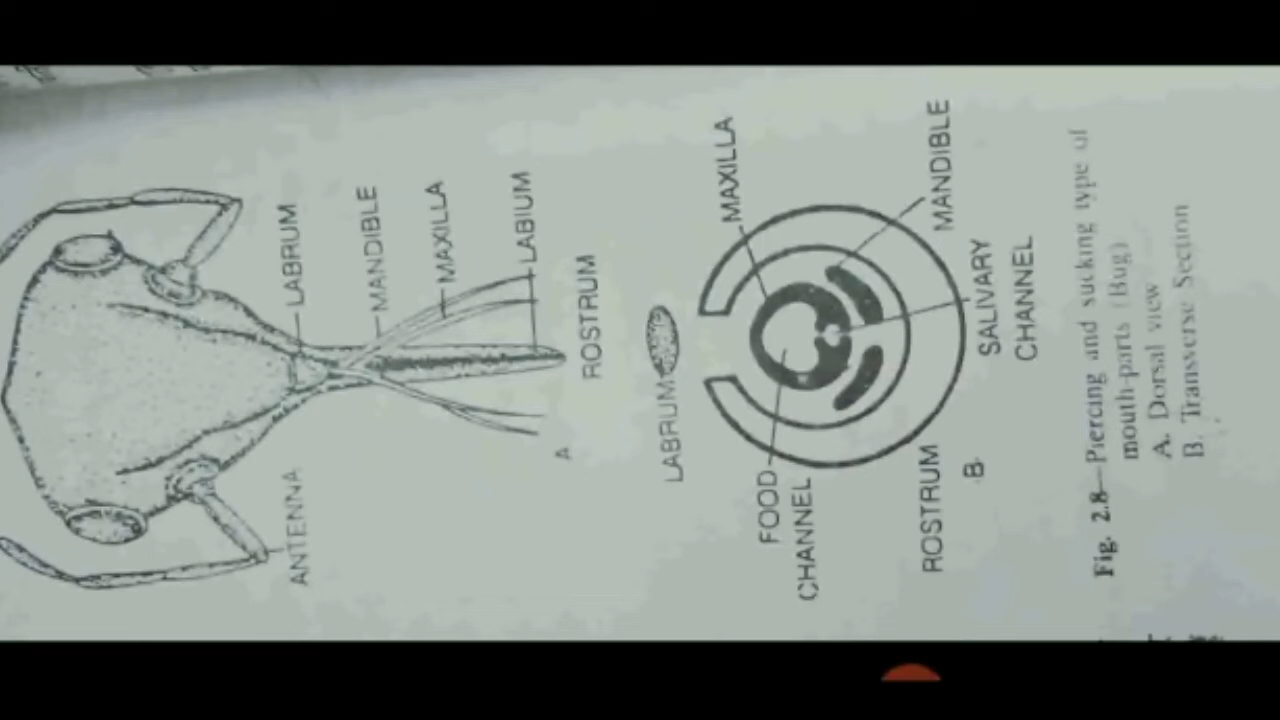 ANTENNA
LABRUM
MANDIBLE
MAXILLA
LABIUM
ROSTRUM
A
LABRUM
MAXILLA
MANDIBLE
FOOD
CHANNEL
SALIVARY
CHANNEL
ROSTRUM
B
Fig. 2.8—Piercing and sucking type of
mouth-parts (Bug)
A. Dorsal view
B. Transverse Section